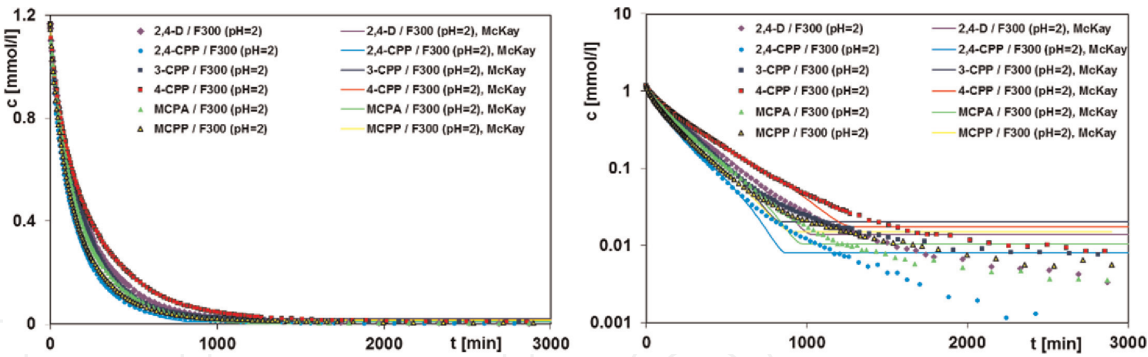 1.2
c [mmol/l]
0.8
0.4
0
0
1000
2000
3000
t [min]
2,4-D / F300 (pH=2)
2,4-CPP / F300 (pH=2)
3-CPP / F300 (pH=2)
4-CPP / F300 (pH=2)
MCPA / F300 (pH=2)
MCPP / F300 (pH=2)
2,4-D / F300 (pH=2), McKay
2,4-CPP / F300 (pH=2), McKay
3-CPP / F300 (pH=2), McKay
4-CPP / F300 (pH=2), McKay
MCPA / F300 (pH=2), McKay
MCPP / F300 (pH=2), McKay
10
c [mmol/l]
1
0.1
0.01
0.001
0
1000
2000
3000
t [min]
2,4-D / F300 (pH=2)
2,4-CPP / F300 (pH=2)
3-CPP / F300 (pH=2)
4-CPP / F300 (pH=2)
MCPA / F300 (pH=2)
MCPP / F300 (pH=2)
2,4-D / F300 (pH=2), McKay
2,4-CPP / F300 (pH=2), McKay
3-CPP / F300 (pH=2), McKay
4-CPP / F300 (pH=2), McKay
MCPA / F300 (pH=2), McKay
MCPP / F300 (pH=2), McKay